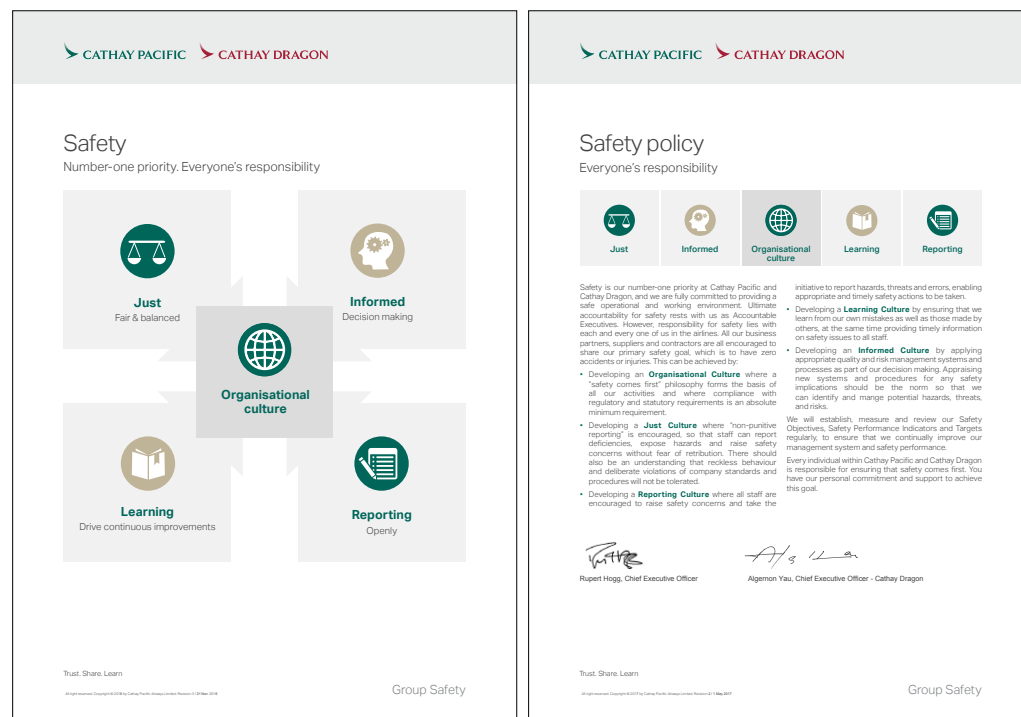 CATHAY PACIFIC CATHAY DRAGON
Safety
Number-one priority. Everyone's responsibility
Just
Fair & balanced
Informed
Decision making
Organisational
culture
Learning
Drive continuous improvements
Reporting
Openly
Trust. Share. Learn
Group Safety
CATHAY PACIFIC CATHAY DRAGON
Safety policy
Everyone's responsibility
Just
Informed
Organisational
culture
Learning
Reporting
Safety is our number-one priority at Cathay Pacific and
Cathay Dragon, and we are fully committed to providing a
safe operational and working environment. Ultimate
accountability for safety rests with us as Accountable
Executives. However, responsibility for safety lies with
each and every one of us in the airlines. All our business
partners, suppliers and contractors are all encouraged to
share our primary safety goal, which is to have zero
accidents or injuries. This can be achieved by:
• Developing an Organisational Culture where a
"safety comes first" philosophy forms the basis of
all our activities and where compliance with
regulatory and statutory requirements is an absolute
minimum requirement.
• Developing a Just Culture where "non-punitive
reporting" is encouraged, so that staff can report
deficiencies, expose hazards and raise safety
concerns without fear of retribution. There should
also be an understanding that reckless behaviour
and deliberate violations of company standards and
procedures will not be tolerated.
• Developing a Reporting Culture where all staff are
encouraged to raise safety concerns and take the
initiative to report hazards, threats and errors, enabling
appropriate and timely safety actions to be taken.
• Developing a Learning Culture by ensuring that we
learn from our own mistakes as well as those made by
others, at the same time providing timely information
on safety issues to all staff.
• Developing an Informed Culture by applying
appropriate quality and risk management systems and
processes as part of our decision making. Appraising
new systems and procedures for any safety
implications should be the norm so that we
can identify and mange potential hazards, threats,
and risks.
We will establish, measure and review our Safety
Objectives, Safety Performance Indicators and Targets
regularly, to ensure that we continually improve our
management system and safety performance.
Every individual within Cathay Pacific and Cathay Dragon
is responsible for ensuring that safety comes first. You
have our personal commitment and support to achieve
this goal.
Rupert Hogg, Chief Executive Officer
Algernon Yau, Chief Executive Officer - Cathay Dragon
Trust. Share. Learn
Group Safety